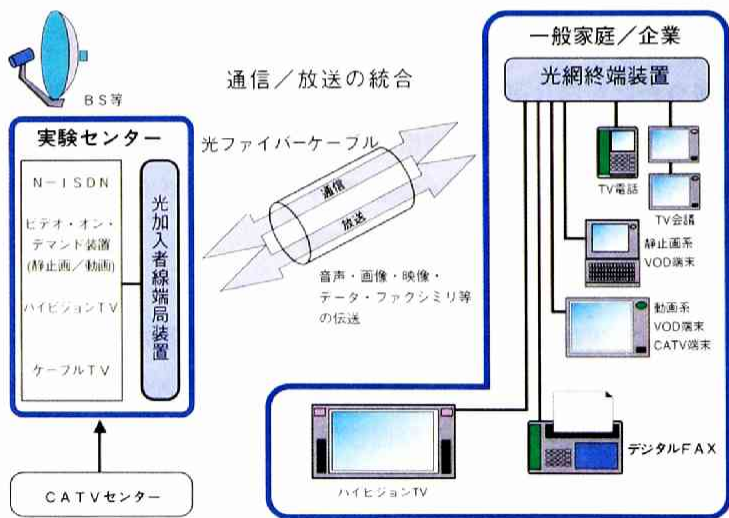 BS等
実験センター
N−ISDN
ビデオ・オン・
デマンド装置
(静止画／動画)
ハイビジョンTV
ケーブルTV
光加入者線端局装置
CATVセンター
通信／放送の統合
光ファイバーケーブル
通信
放送
音声・画像・映像・
データ・ファクシミリ等
の伝送
一般家庭／企業
光網終端装置
TV電話
TV会議
静止画系
VOD端末
動画系
VOD端末
CATV端末
デジタルFAX
ハイビジョンTV